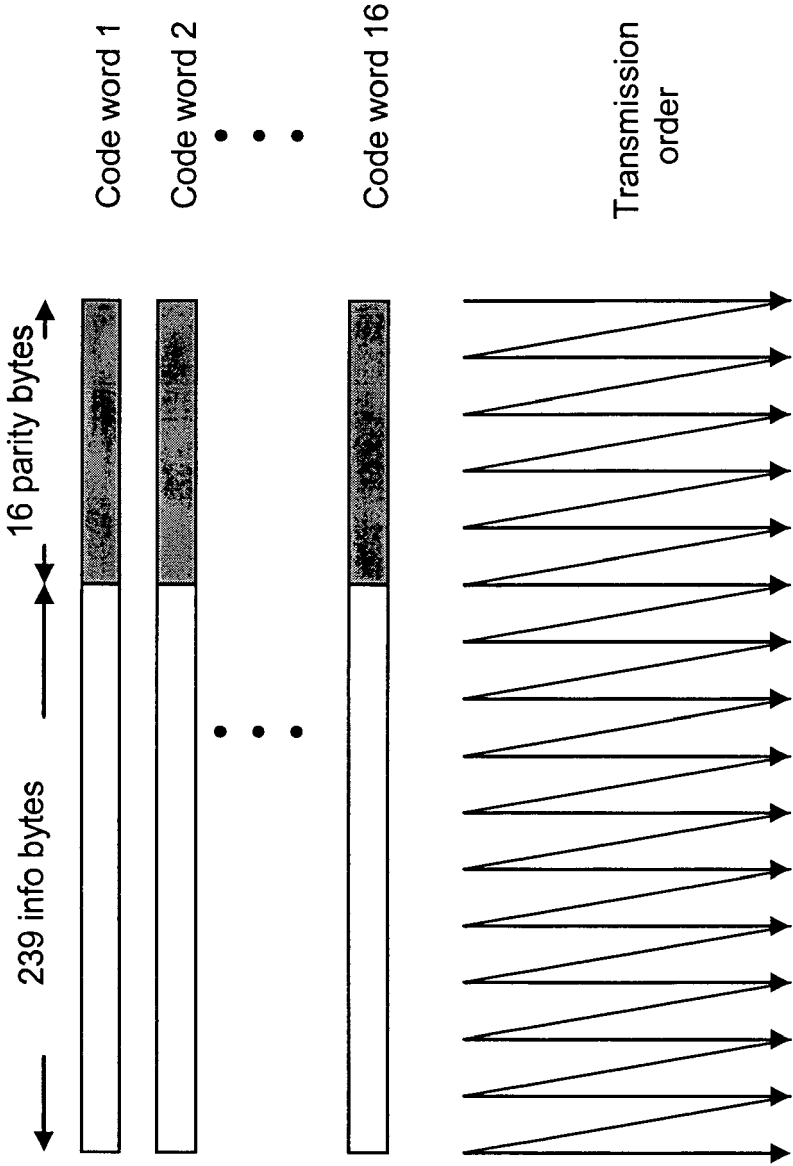 239 info bytes
16 parity bytes
Code word 1
Code word 2
Code word 16
Transmission
order